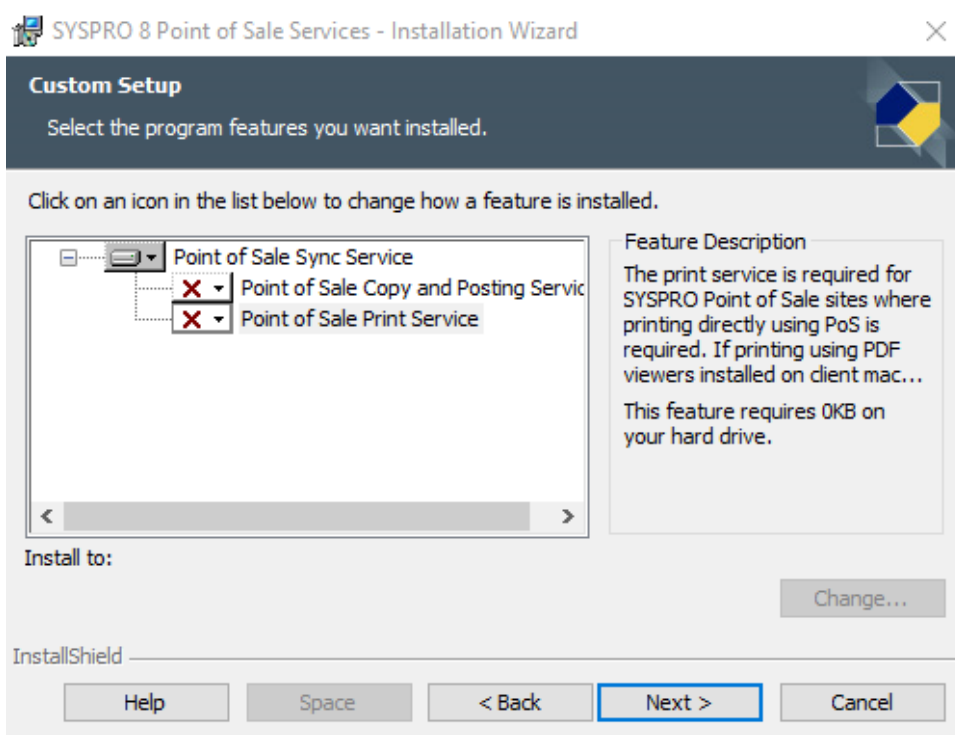 SYSPRO 8 Point of Sale Services - Installation Wizard
Custom Setup
Select the program features you want installed.
Click on an icon in the list below to change how a feature is installed.
Point of Sale Sync Service
Point of Sale Copy and Posting Servic
Point of Sale Print Service
Feature Description
The print service is required for
SYSPRO Point of Sale sites where
printing directly using PoS is
required. If printing using PDF
viewers installed on client mac...
This feature requires 0KB on
your hard drive.
Install to:
Change...
InstallShield
Help
Space
< Back
Next >
Cancel